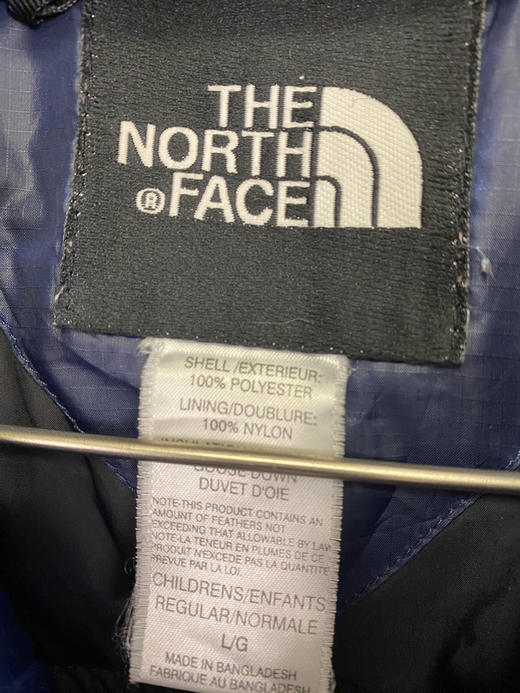 THE
NORTH
® FACE
SHELL/EXTERIEUR:
100% POLYESTER
LINING/DOUBLURE:
100% NYLON
GOOSE DOWN
DUVET D'OIE
NOTE-THIS PRODUCT CONTAINS AN
AMOUNT OF FEATHERS NOT
EXCEEDING THAT ALLOWABLE BY LAW
NOTE-LA TENEUR EN PLUMES DE CE
PRODUIT N'EXCEDE PAS LA QUANTITE
PREVUE PAR LA LOI.
CHILDRENS/ENFANTS
REGULAR/NORMALE
L/G
MADE IN BANGLADESH
FABRIQUE AU BANGLADESH